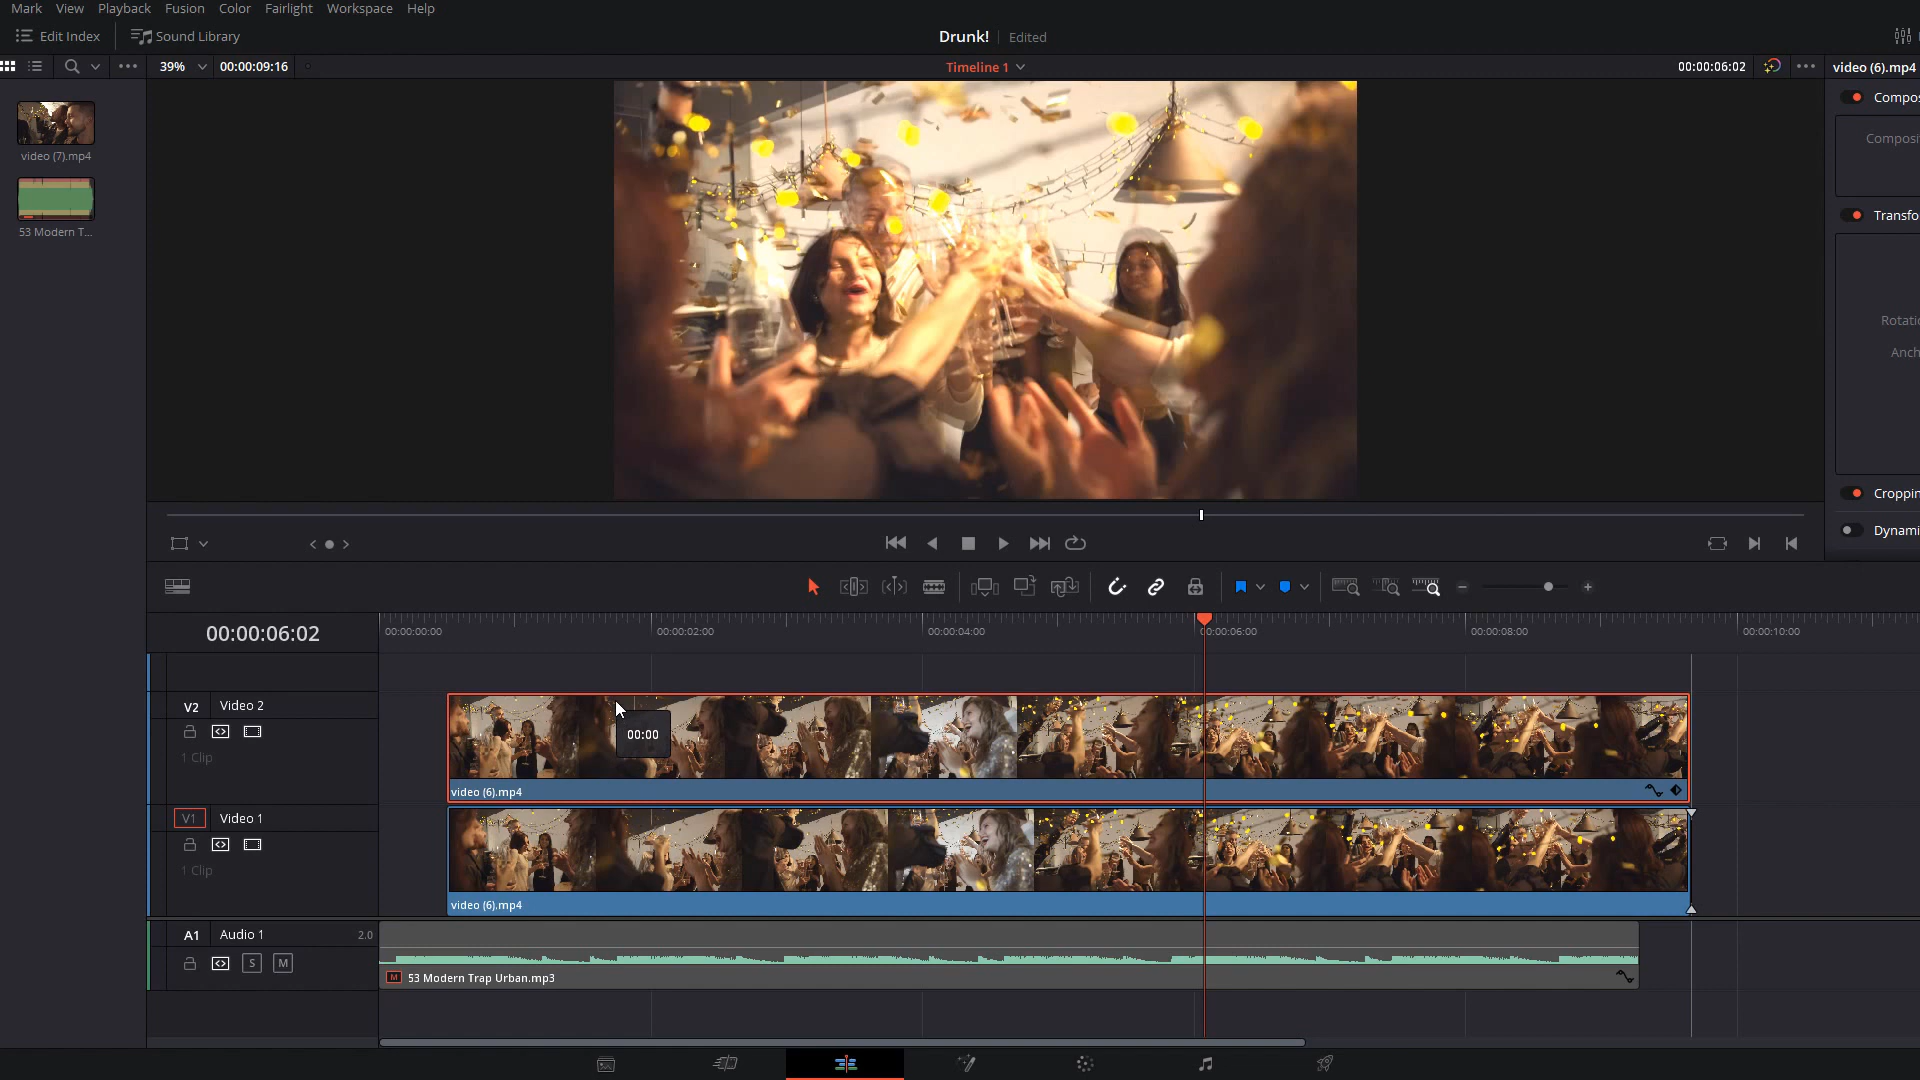 Mark View Playback Fusion Color Fairlight Workspace Help
Edit Index Sound Library Drunk! Edited
39% 00:00:09:16 Timeline 1 00:00:06:02 video (6).mp4
Compos
Composi
video (7).mp4
Transfo
53 Modern T...
Rotati
Anch
Croppin
Dynami
00:00:06:02 00:00:00:00 00:00:02:00 00:00:04:00 00:00:06:00 00:00:08:00 00:00:10:00
V2 Video 2
00:00
1 Clip
video (6).mp4
V1 Video 1
1 Clip
video (6).mp4
A1 Audio 1 2.0
S M
M 53 Modern Trap Urban.mp3